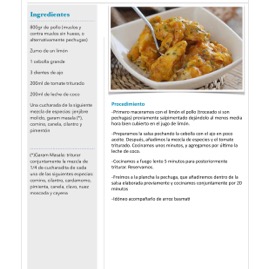 Ingredientes
800gr de pollo (muslos y
contra muslos sin hueso, o
alternativamente pechugas)
Zumo de un limón
1 cebolla grande
3 dientes de ajo
200ml de tomate triturado
200ml de leche de coco
Una cucharada de la siguiente
mezcla de especias: jengibre
molido, garam masala (*),
comino, canela, cilantro y
pimentón
(*)Garam Masala: triturar
conjuntamente la mezcla de
1/4 de cucharadita de cada
uno de las siguientes especies
comino, cilantro, cardamomo,
pimienta, canela, clavo, nuez
moscada y cayena
Procedimiento
-Primero maceramos con el limón el pollo troceado si son
pechugas) previamente salpimentado dejándolo al menos media
hora bien cubierto en el jugo de limón.
-Preparamos la salsa pochando la cebolla con el ajo en poco
aceite. Después, añadimos la mezcla de especies y el tomate
triturado. Cocinamos unos minutos, y agregamos por último la
leche de coco.
-Cocinamos a fuego lento 5 minutos para posteriormente
triturar. Reservamos.
-Freímos a la plancha la pechuga, que añadiremos dentro de la
salsa elaborada previamente y cocinamos conjuntamente por 20
minutos
-Idóneo acompañarlo de arroz basmati